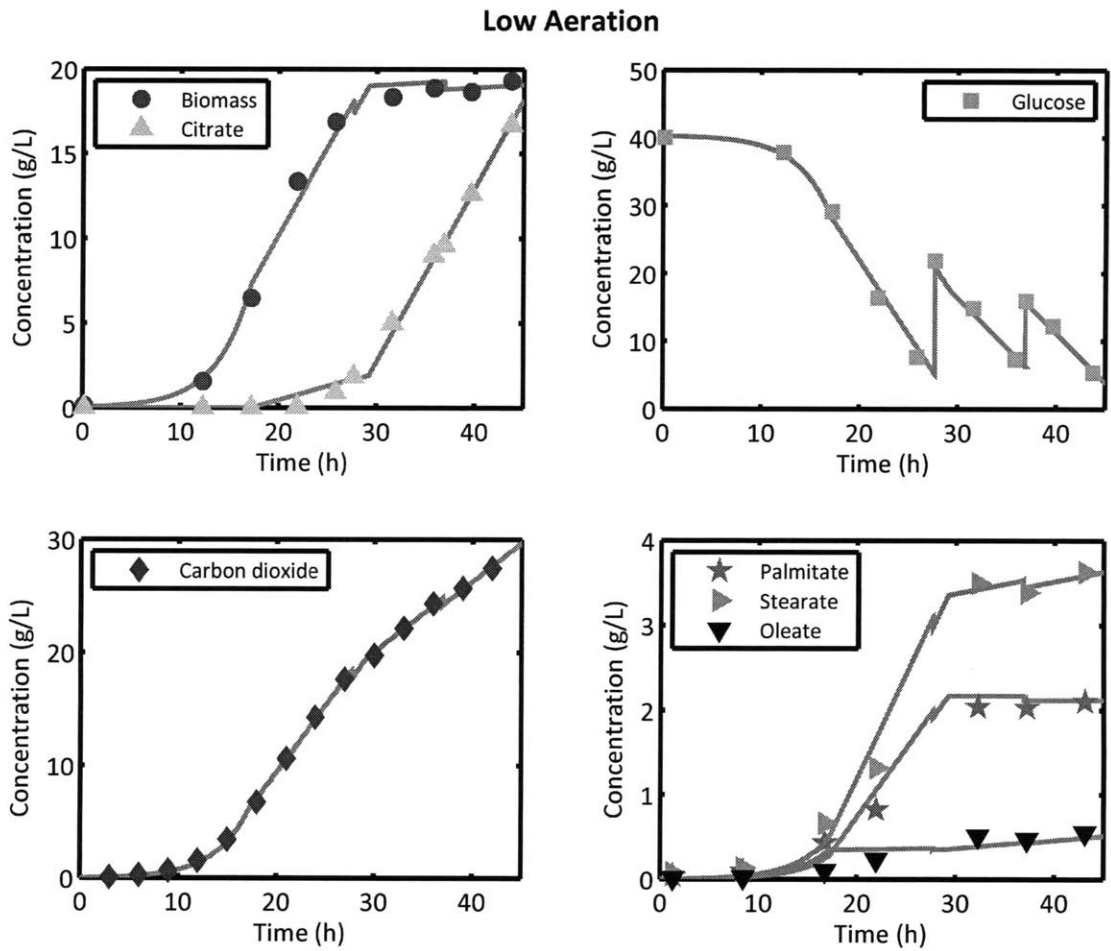 Low Aeration
Concentration (g/L)
20
15
10
5
0
Biomass
Citrate
0 10 20 30 40
Time (h)
Concentration (g/L)
50
40
30
20
10
0
Glucose
0 10 20 30 40
Time (h)
Concentration (g/L)
30
20
10
0
Carbon dioxide
0 10 20 30 40
Time (h)
Concentration (g/L)
4
3
2
1
0
Palmitate
Stearate
Oleate
0 10 20 30 40
Time (h)